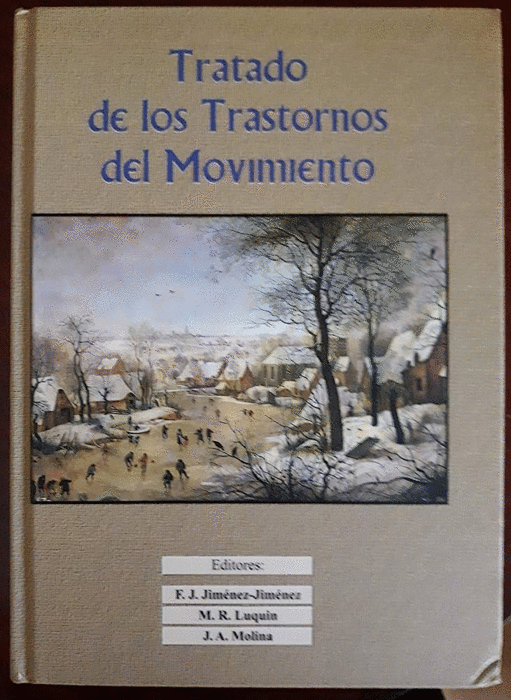 Tratado
de los Trastornos
del Movimiento
Editores:
F. J. Jiménez-Jiménez
M. R. Luquin
J. A. Molina